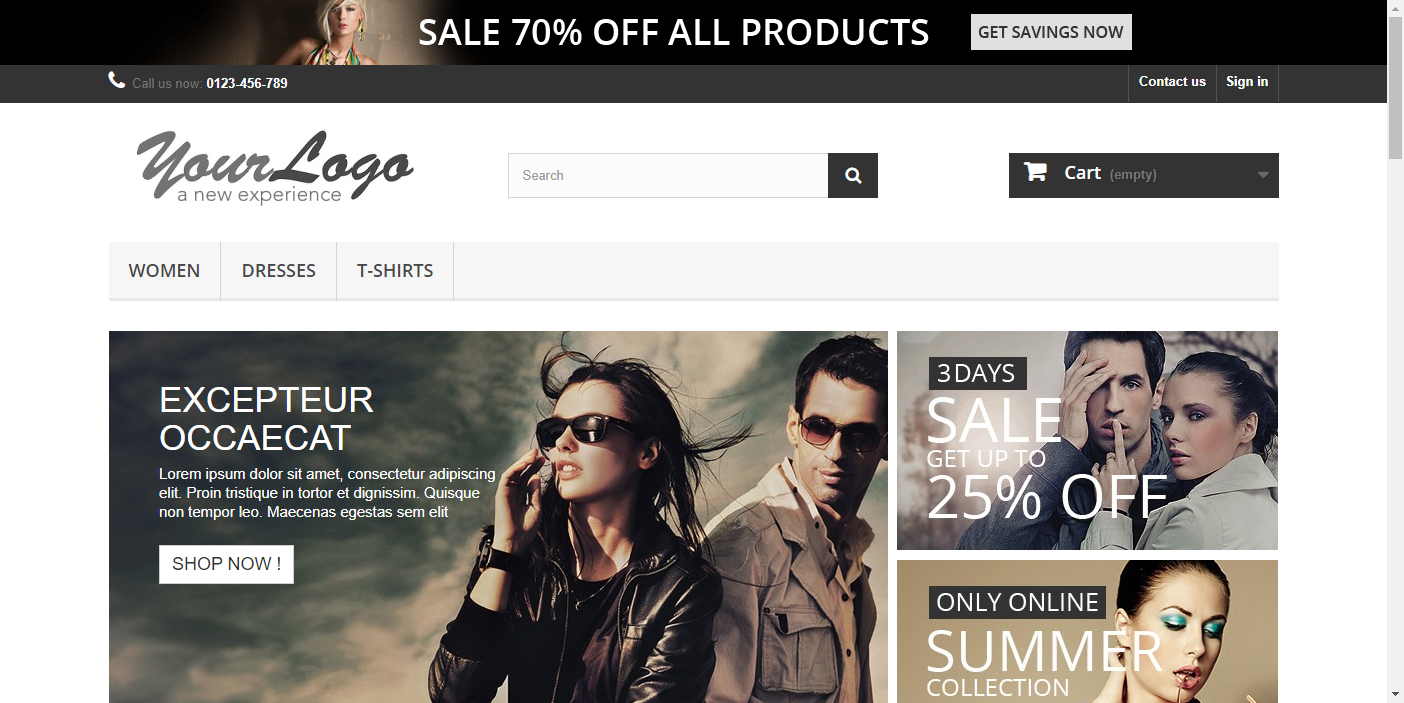 SALE 70% OFF ALL PRODUCTS
GET SAVINGS NOW
Call us now: 0123-456-789
Contact us
Sign in
YourLogo
a new experience
Search
Cart (empty)
WOMEN
DRESSES
T-SHIRTS
EXCEPTEUR
OCCAECAT
Lorem ipsum dolor sit amet, consectetur adipiscing
elit. Proin tristique in tortor et dignissim. Quisque
non tempor leo. Maecenas egestas sem elit
SHOP NOW !
3 DAYS
SALE
GET UP TO
25% OFF
ONLY ONLINE
SUMMER
COLLECTION